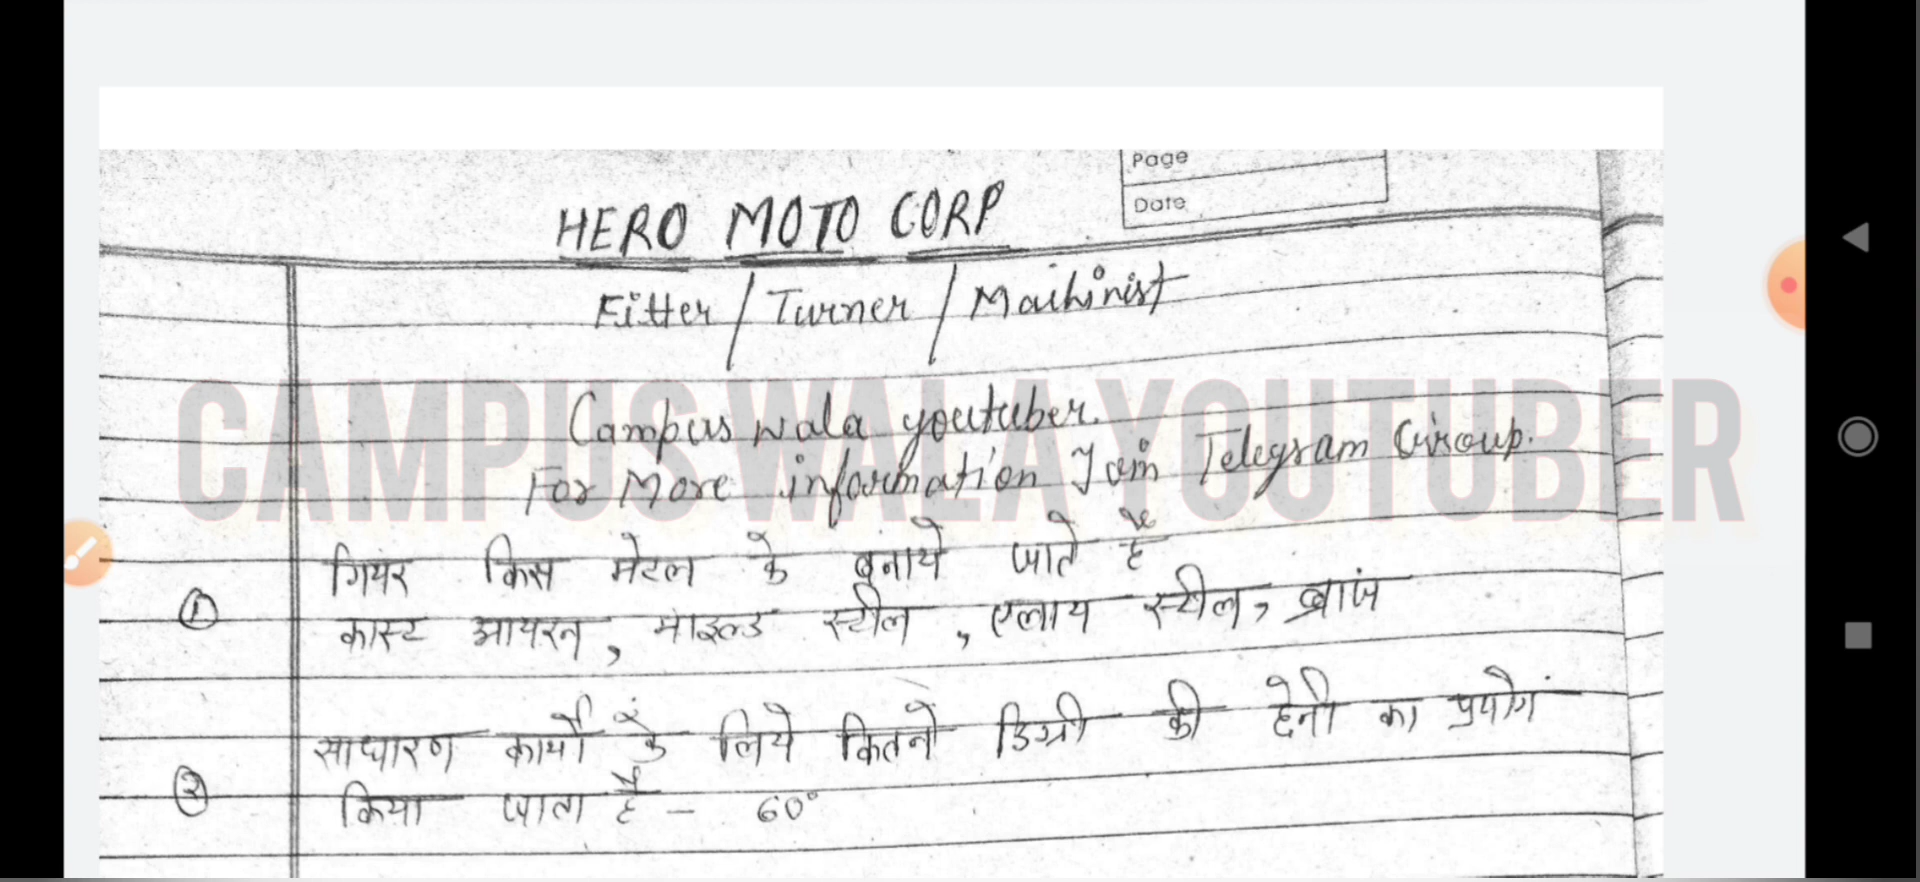 Page
Date
HERO MOTO CORP
Fitter / Turner / Machinist
CAMPUS WALA YOUTUBER
Campus wala youtuber.
For More information Join Telegram Group.
① गियर किस मेटल के बनाये जाते है
कास्ट आयरन, माइल्ड स्टील, एलाय स्टील, ब्रांज
② साधारण कार्यो के लिये कितने डिग्री की छेनी का प्रयोग
किया जाता है - 60°